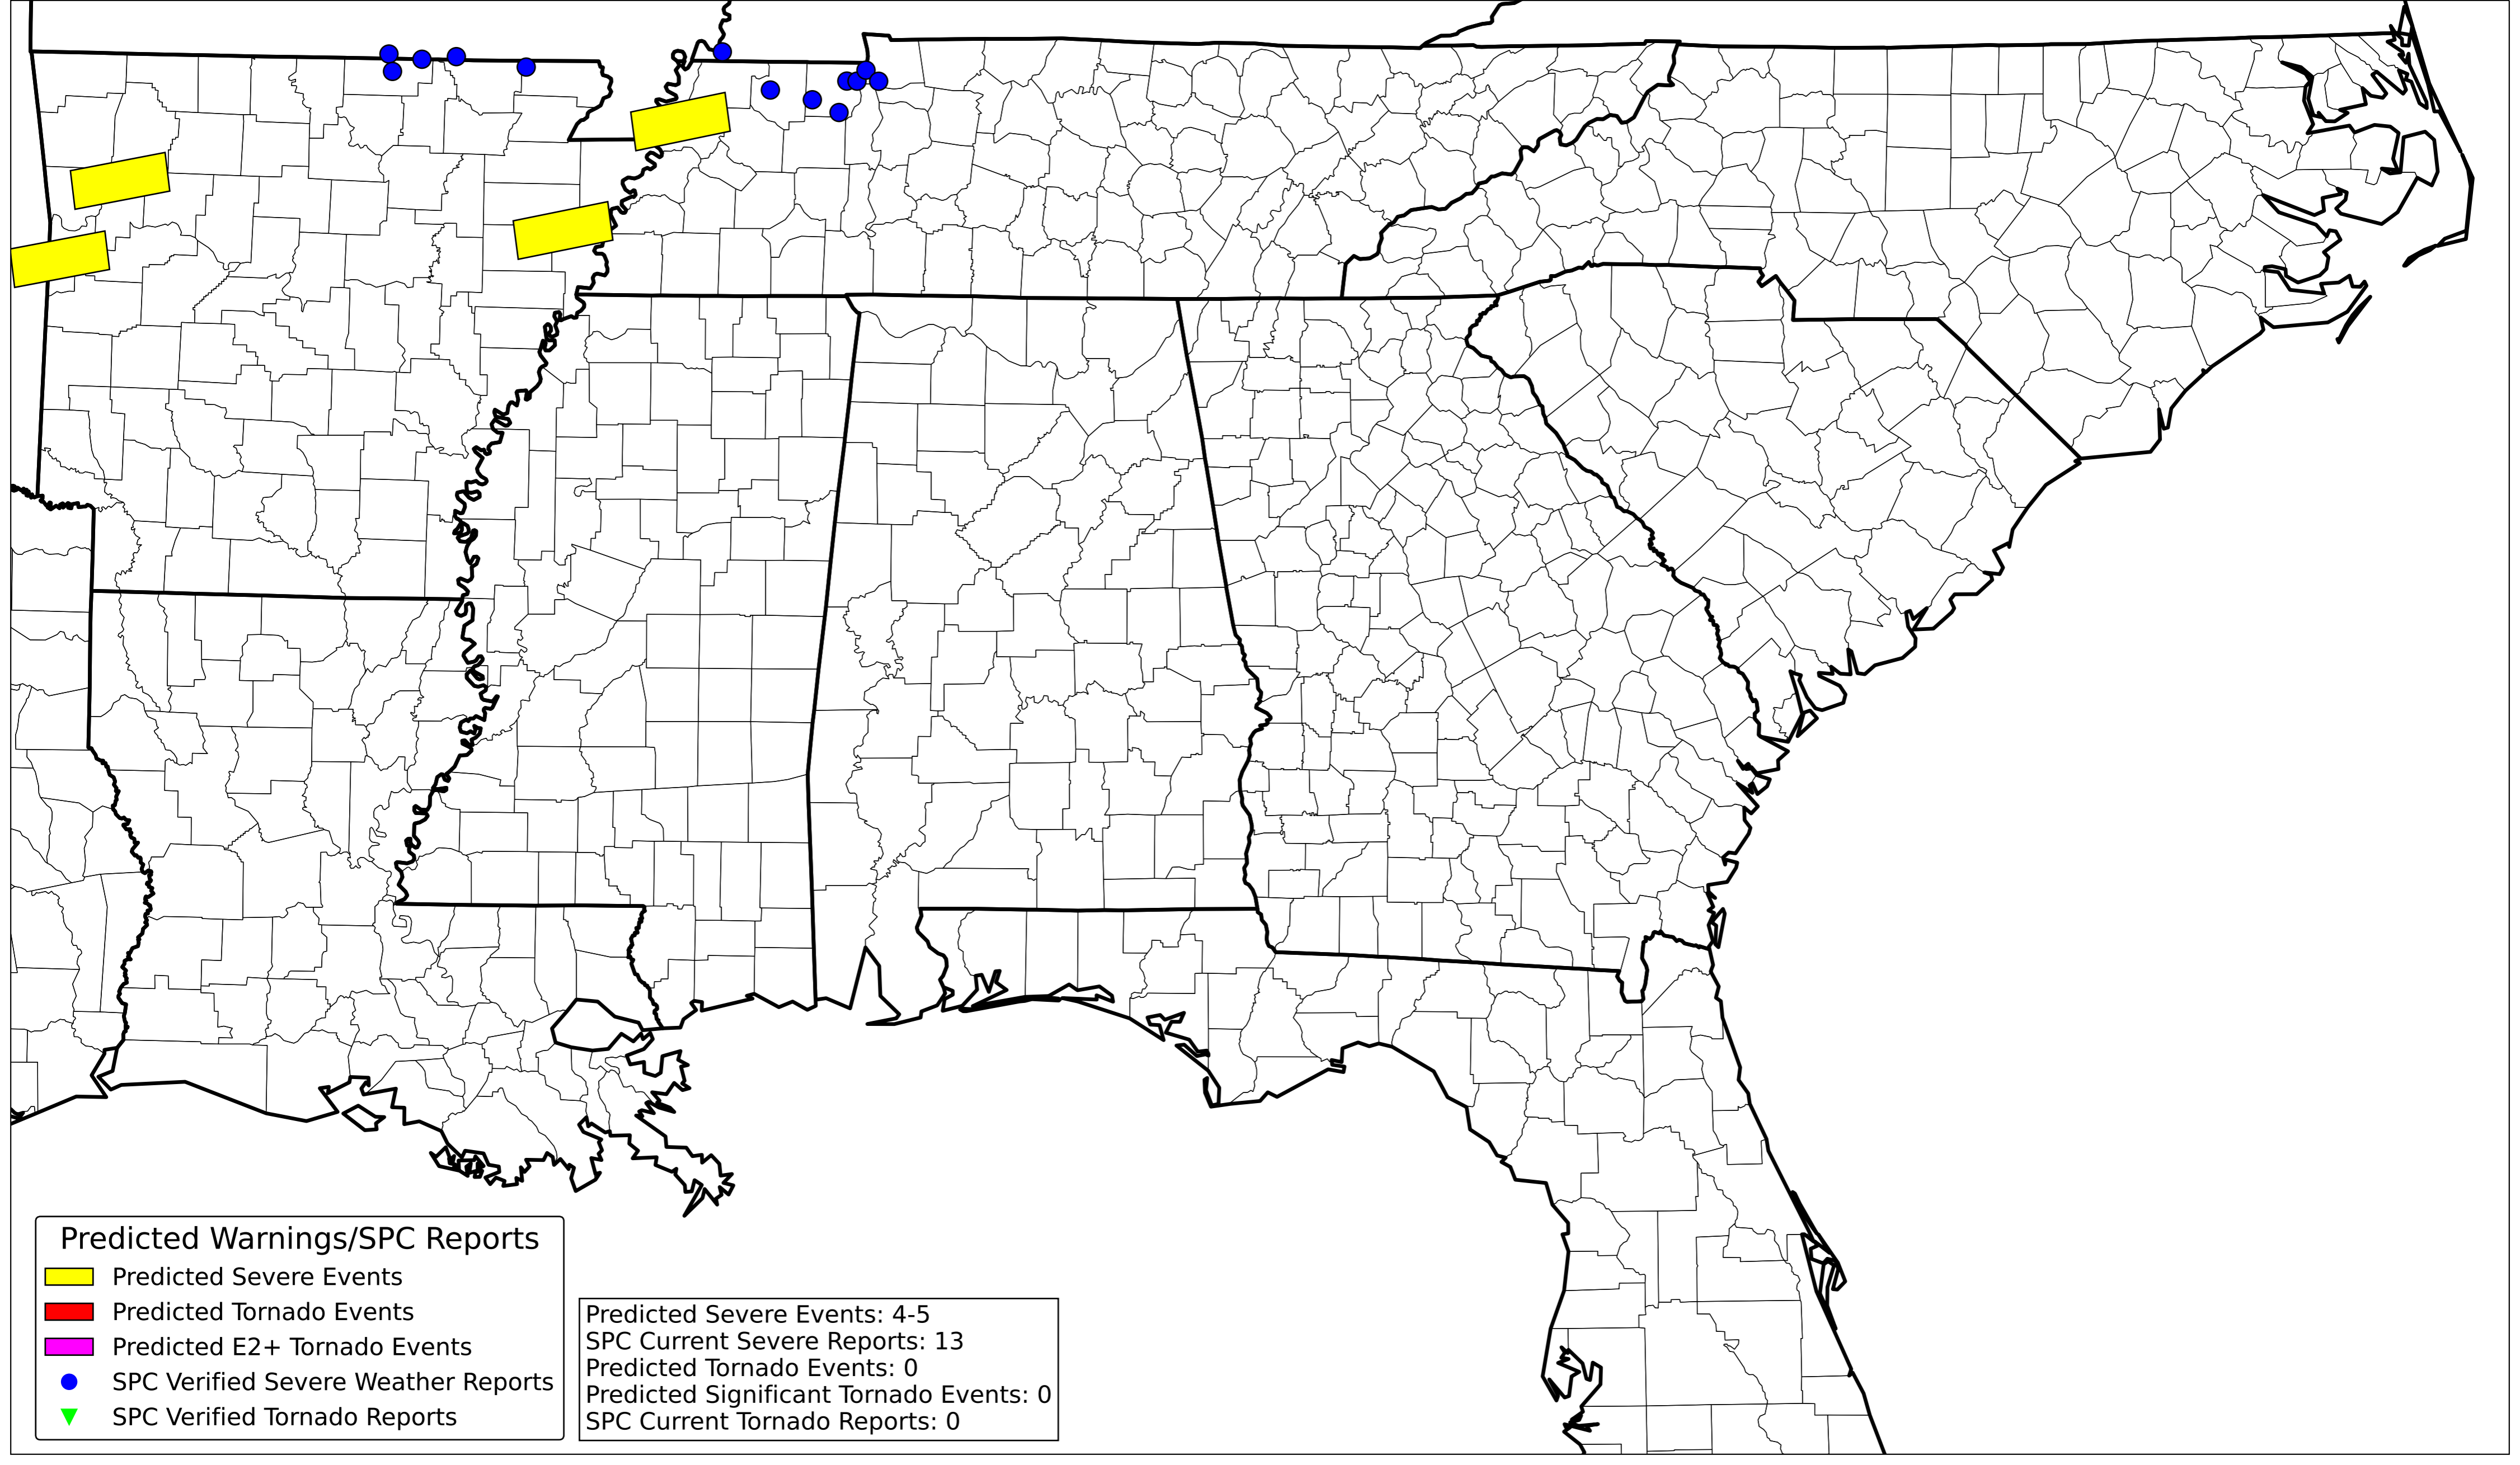 Predicted Warnings/SPC Reports
Predicted Severe Events
Predicted Tornado Events
Predicted E2+ Tornado Events
SPC Verified Severe Weather Reports
SPC Verified Tornado Reports
Predicted Severe Events: 4-5
SPC Current Severe Reports: 13
Predicted Tornado Events: 0
Predicted Significant Tornado Events: 0
SPC Current Tornado Reports: 0